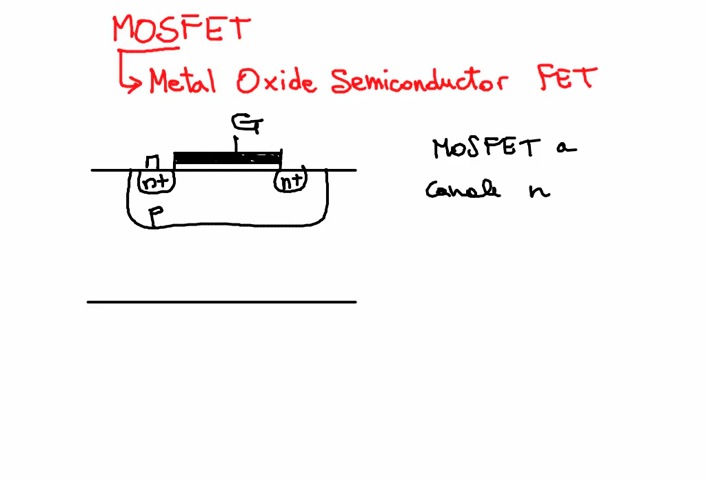 MOSFET
Metal Oxide Semiconductor FET
G
MOSFET a
canale n
n+ n+
P